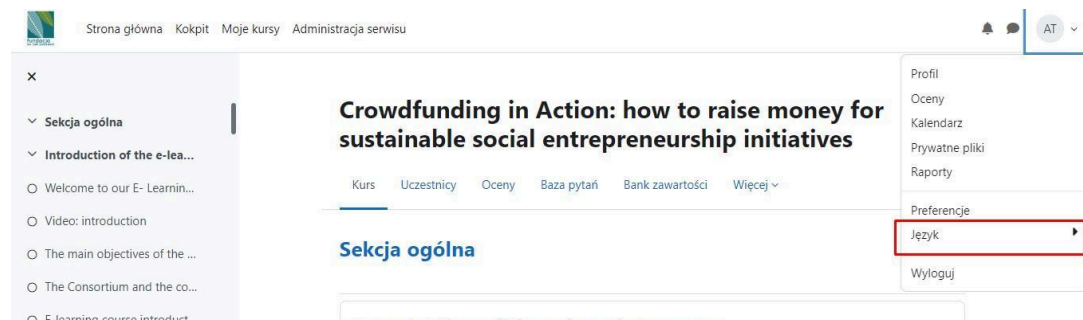 Strona główna Kokpit Moje kursy Administracja serwisu
AT
Sekcja ogólna
Introduction of the e-lea...
Welcome to our E- Learnin...
Video: introduction
The main objectives of the ...
The Consortium and the co...
E-learning course introduct...
Crowdfunding in Action: how to raise money for
sustainable social entrepreneurship initiatives
Kurs Uczestnicy Oceny Baza pytań Bank zawartości Więcej
Sekcja ogólna
Profil
Oceny
Kalendarz
Prywatne pliki
Raporty
Preferencje
Język
Wyloguj